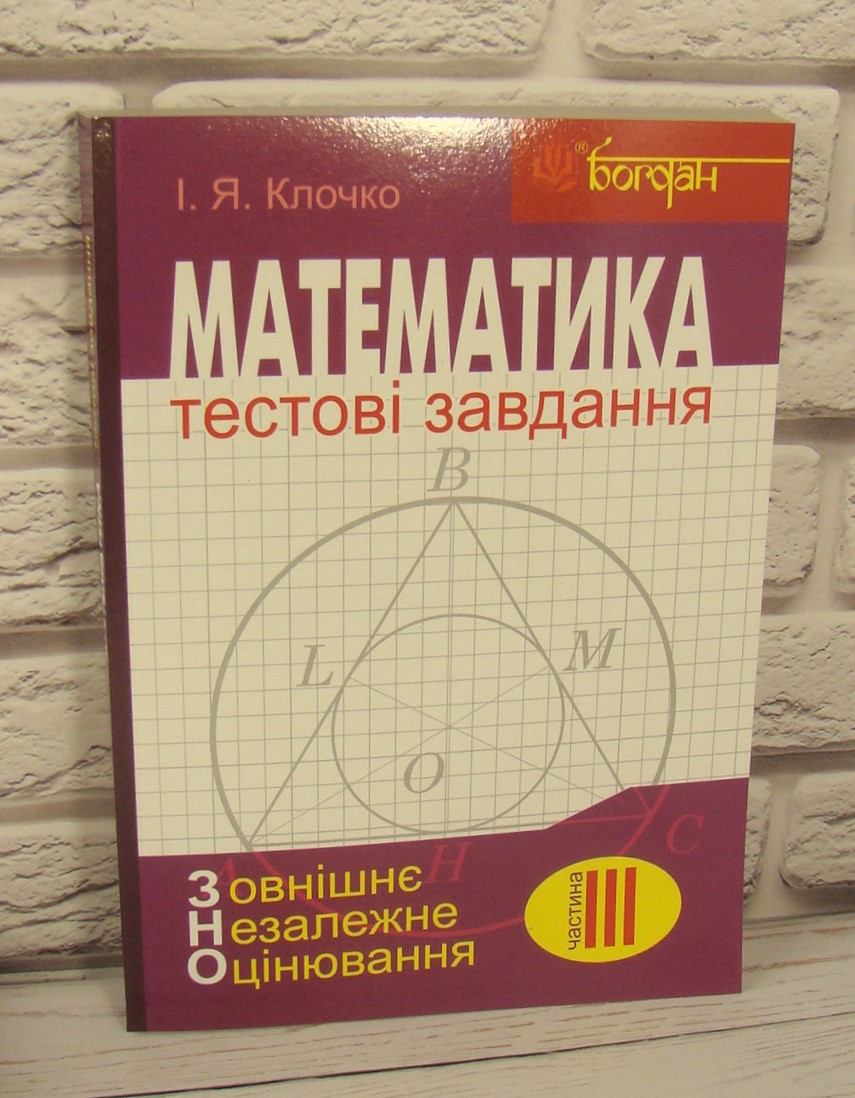 І. Я. Клочко
® Богдан
МАТЕМАТИКА
тестові завдання
B
L
M
O
A
H
C
Зовнішнє
Незалежне
Оцінювання
частина III